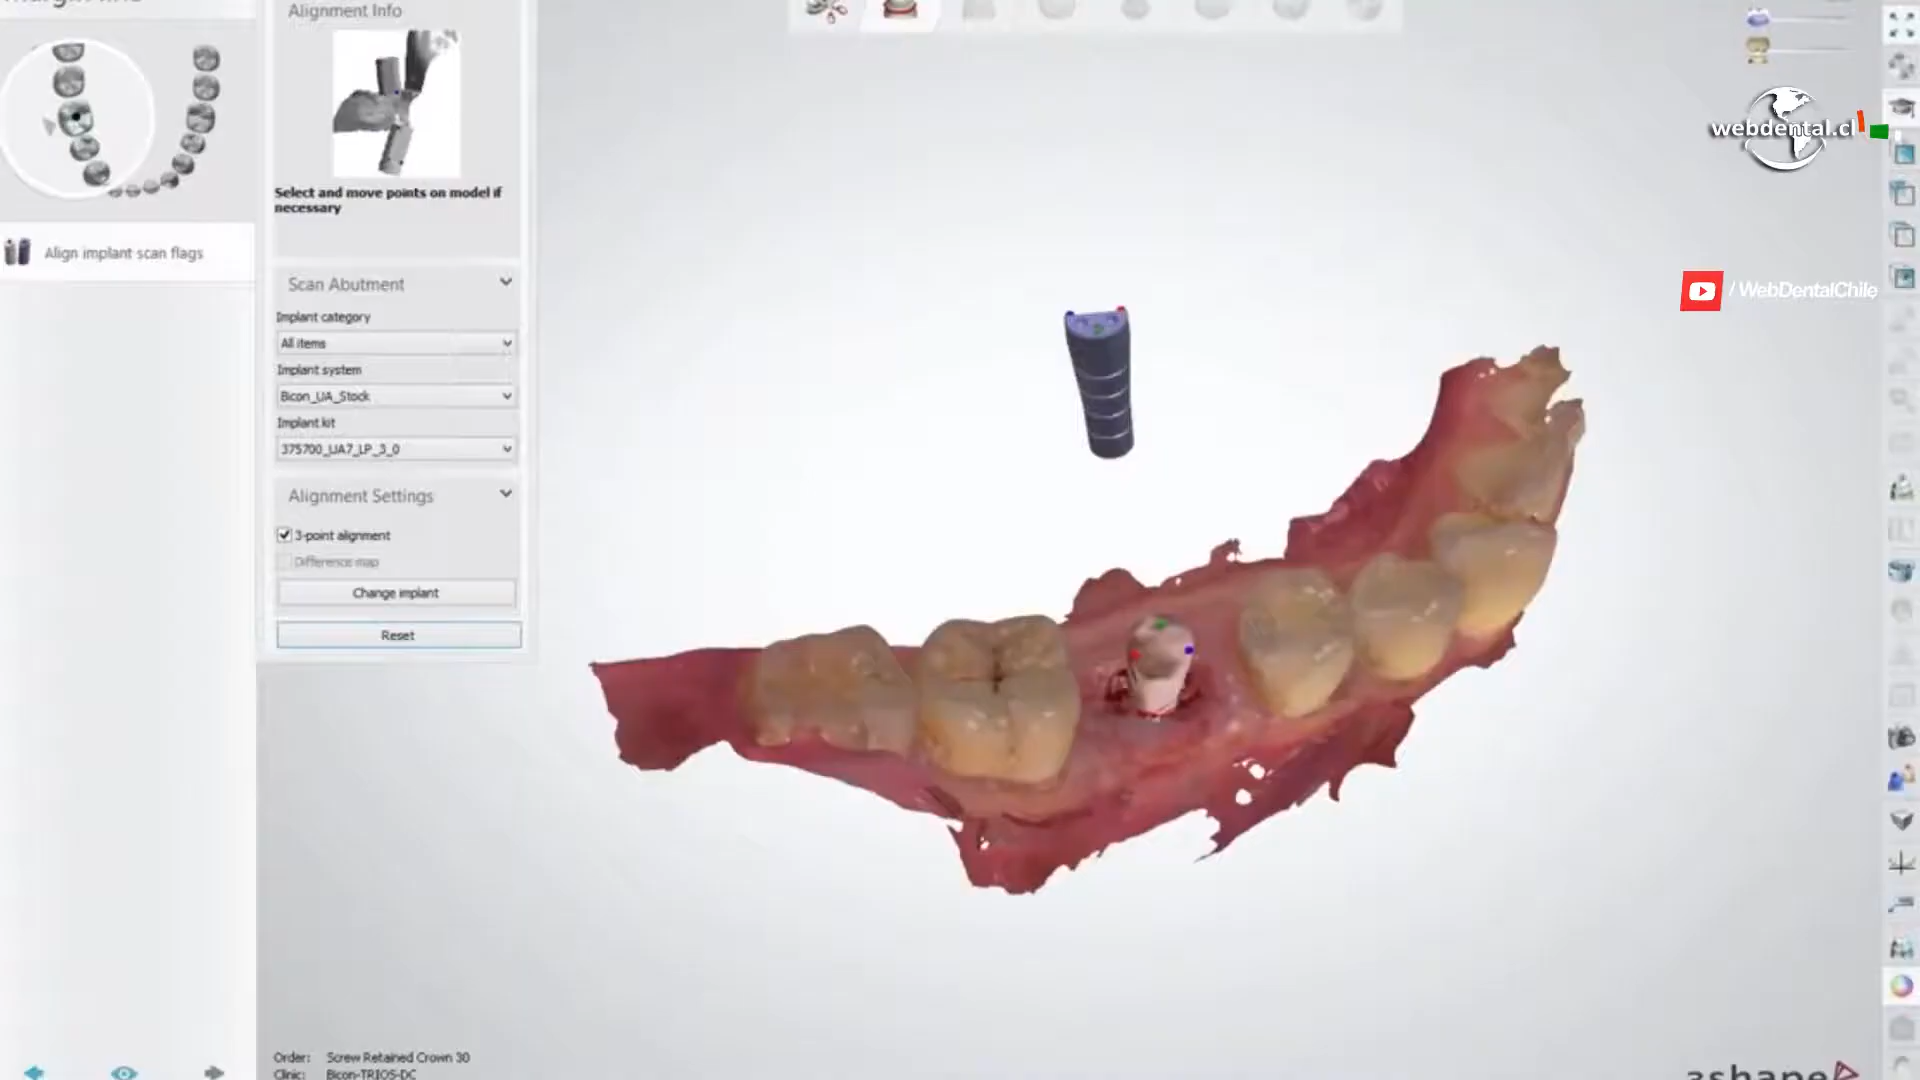 Alignment Info
Select and move points on model if
necessary
Align implant scan flags
Scan Abutment
Implant category
All items
Implant system
Bicon_UA_Stock
Implant kit
375700_UA7_LP_3_0
Alignment Settings
3-point alignment
Difference map
Change implant
Reset
webdental.cl
/WebDentalChile
Order: Screw Retained Crown 30
Clinic: Bicon-TRIOS-DC
3shape